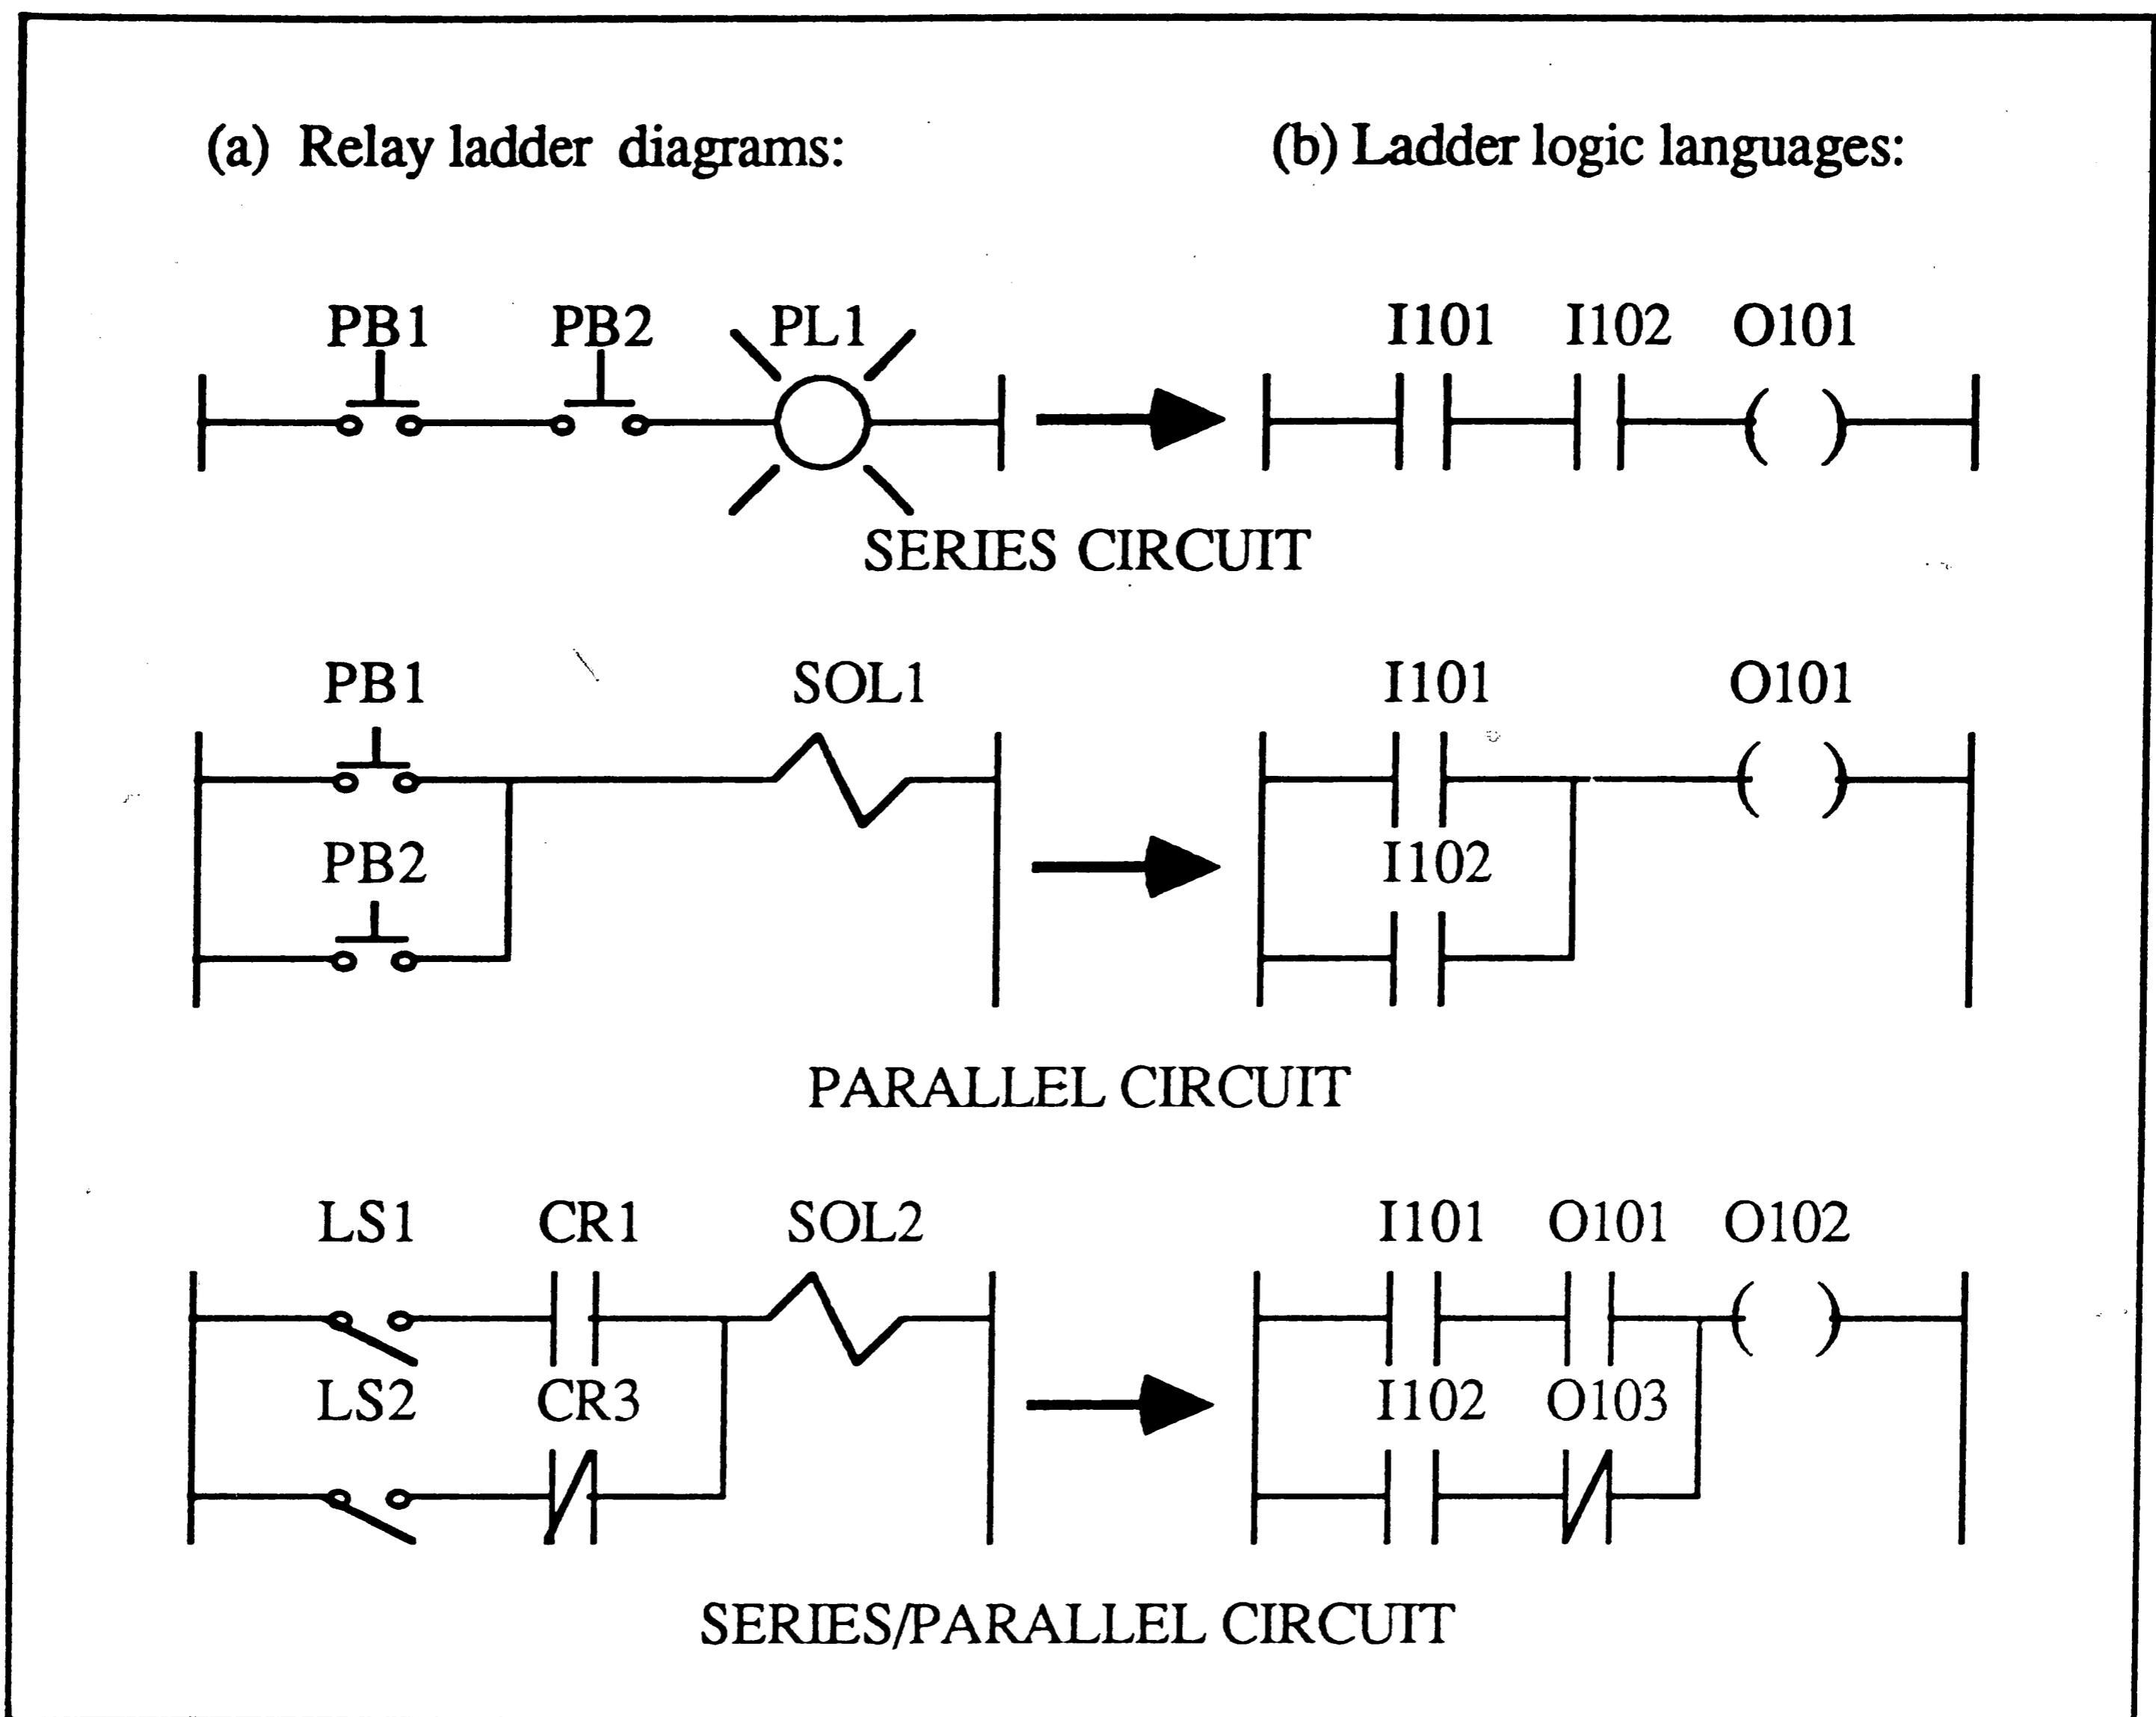 (a) Relay ladder diagrams:
(b) Ladder logic languages:
PB1 PB2 PL1
I101 I102 O101
SERIES CIRCUIT
PB1 SOL1
PB2
I101 O101
I102
PARALLEL CIRCUIT
LS1 CR1 SOL2
LS2 CR3
I101 O101 O102
I102 O103
SERIES/PARALLEL CIRCUIT